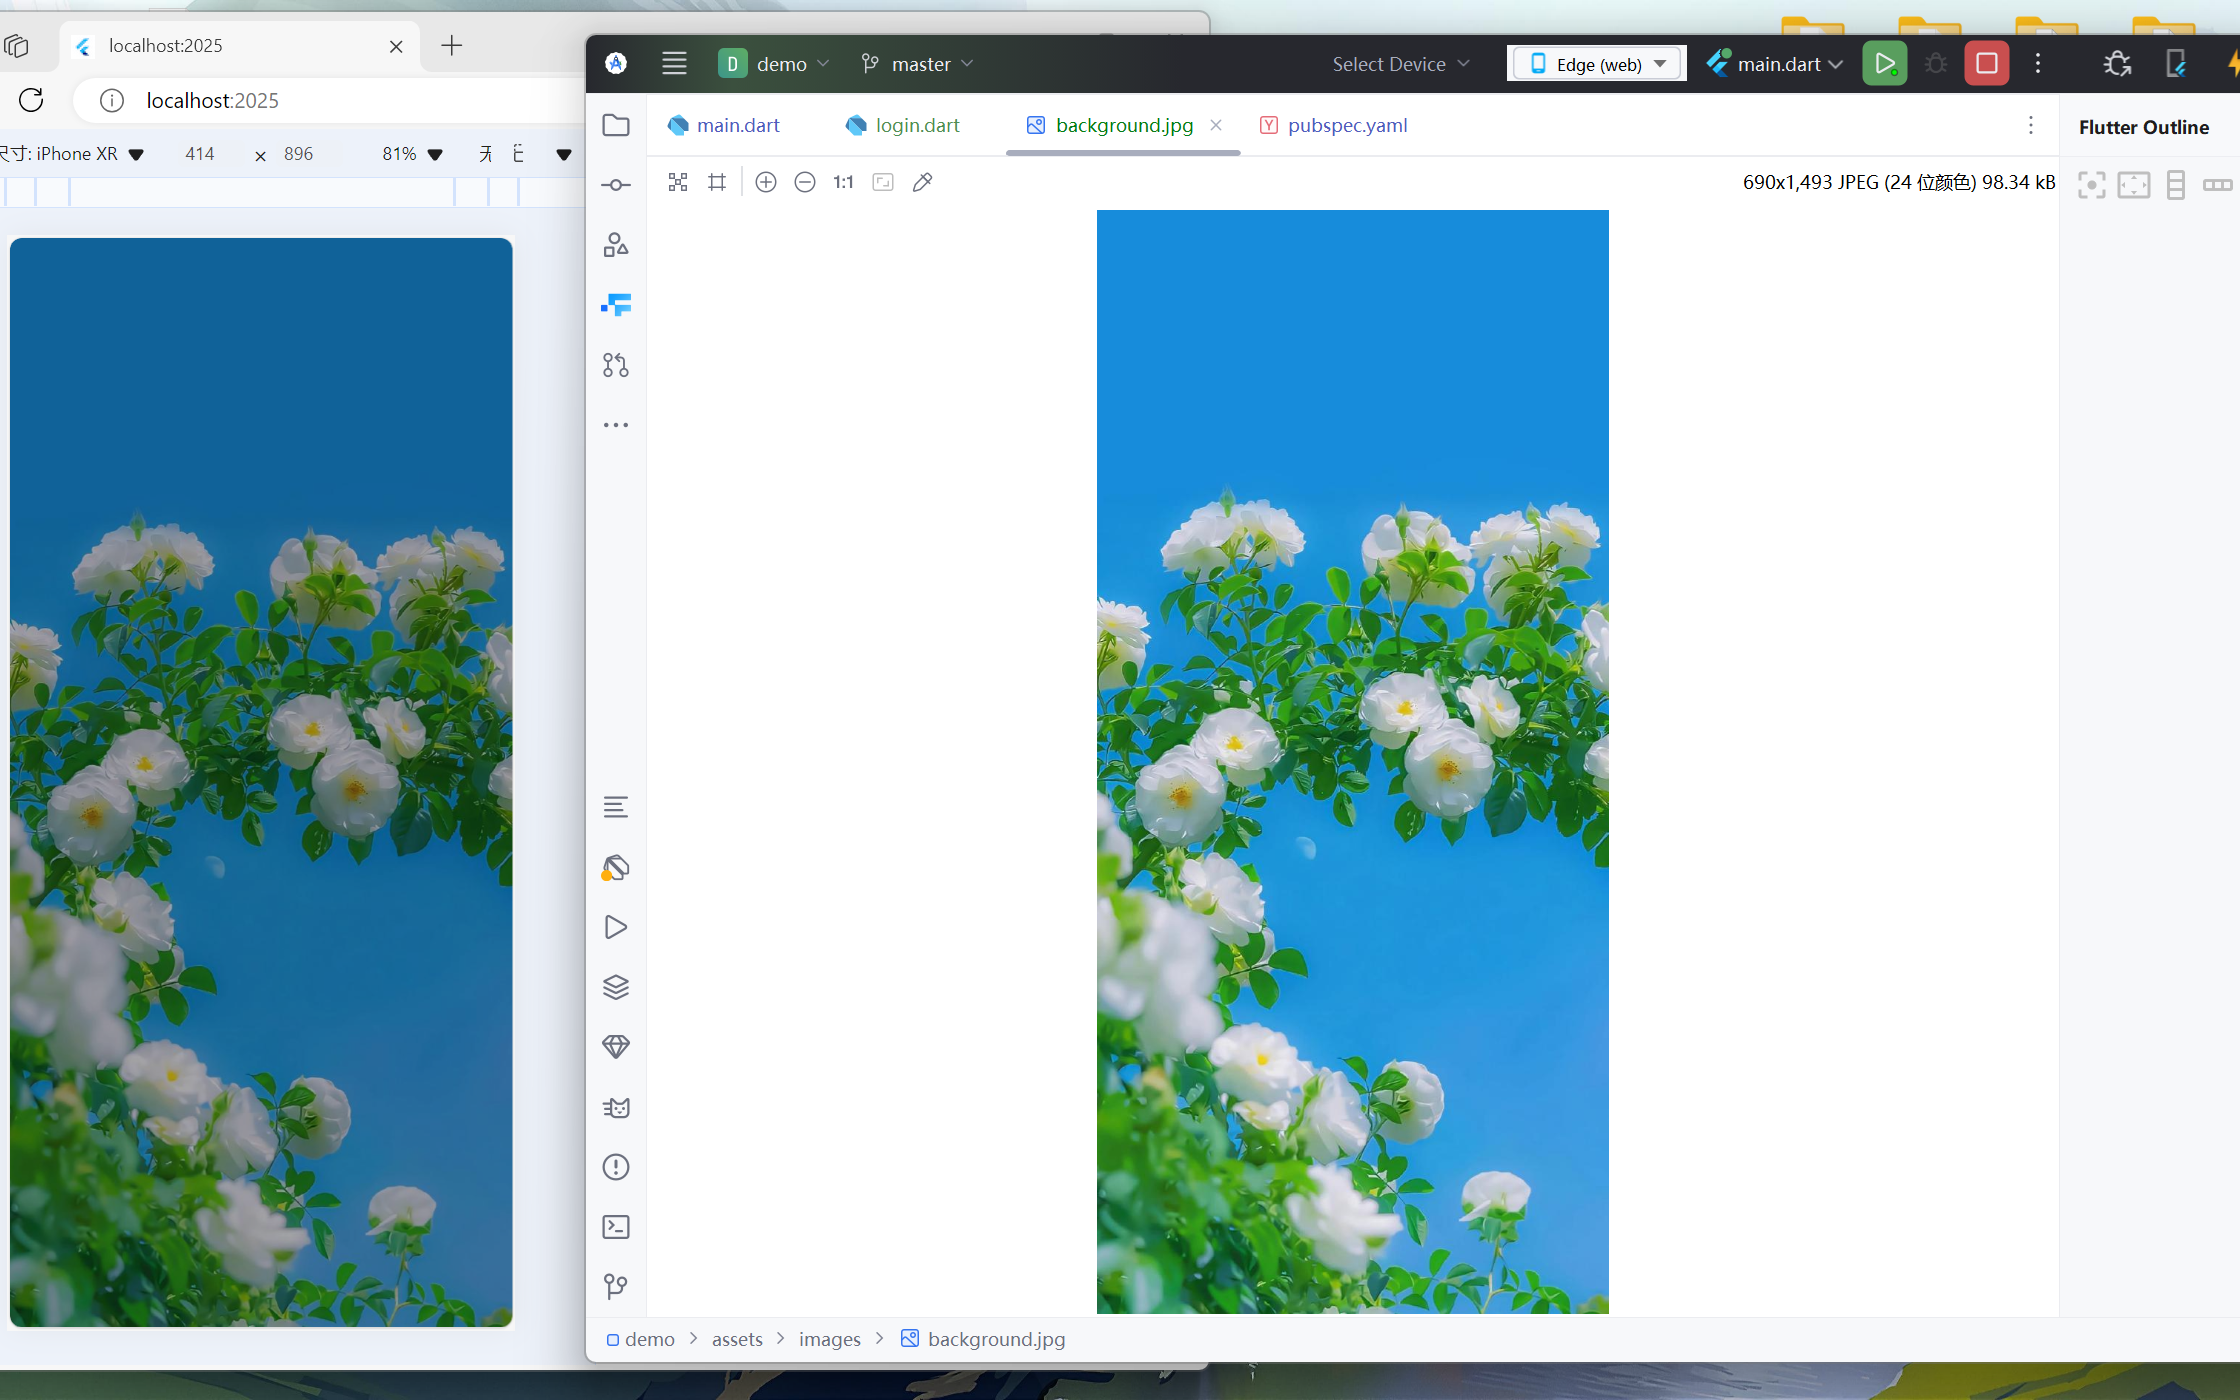 localhost:2025
localhost:2025
尺寸: iPhone XR 414 × 896 81%
D demo master Select Device Edge (web) main.dart
main.dart login.dart background.jpg pubspec.yaml
Flutter Outline
1:1 690x1,493 JPEG (24 位颜色) 98.34 kB
demo > assets > images > background.jpg